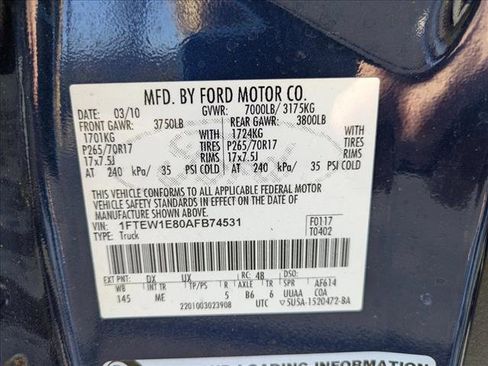 MFD. BY FORD MOTOR CO.
DATE: 03/10 GVWR: 7000LB/ 3175KG
FRONT GAWR: 3750LB REAR GAWR: 3800LB
1701KG WITH 1724KG WITH
P265/70R17 TIRES P265/70R17 TIRES
17x7.5J RIMS 17x7.5J RIMS
AT 240 kPa/ 35 PSI COLD AT 240 kPa/ 35 PSI COLD
THIS VEHICLE CONFORMS TO ALL APPLICABLE FEDERAL MOTOR
VEHICLE SAFETY STANDARDS IN EFFECT ON THE DATE OF
MANUFACTURE SHOWN ABOVE.
VIN: 1FTEW1E80AFB74531 F0117
TYPE: Truck T0402
EXT PNT: DX UX RC: 48 DSO:
WB INT TR TP/PS R AXLE TR SPR AF614
145 ME 5 B6 6 UUAA COA
2201003023908 UTC 5U5A-1520472-BA
LOADING INFORMATION